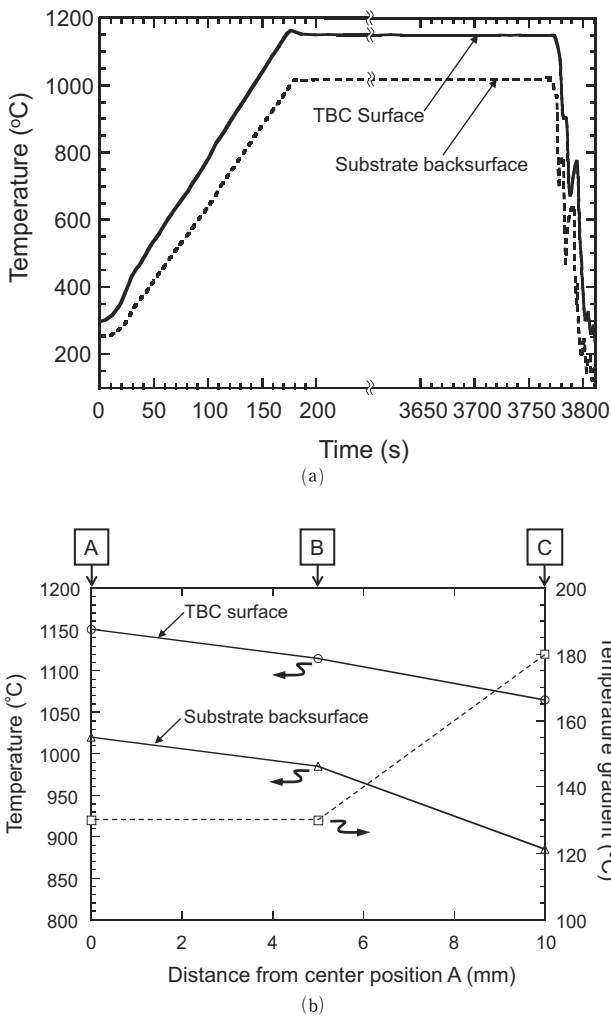 1200
1000
800
600
400
200
Temperature (°C)
TBC Surface
Substrate backsurface
0 50 100 150 200 3650 3700 3750 3800
Time (s)
(a)
A B C
1200
1150
1100
1050
1000
950
900
850
800
Temperature (°C)
TBC surface
Substrate backsurface
200
180
160
140
120
100
Temperature gradient (°C)
0 2 4 6 8 10
Distance from center position A (mm)
(b)